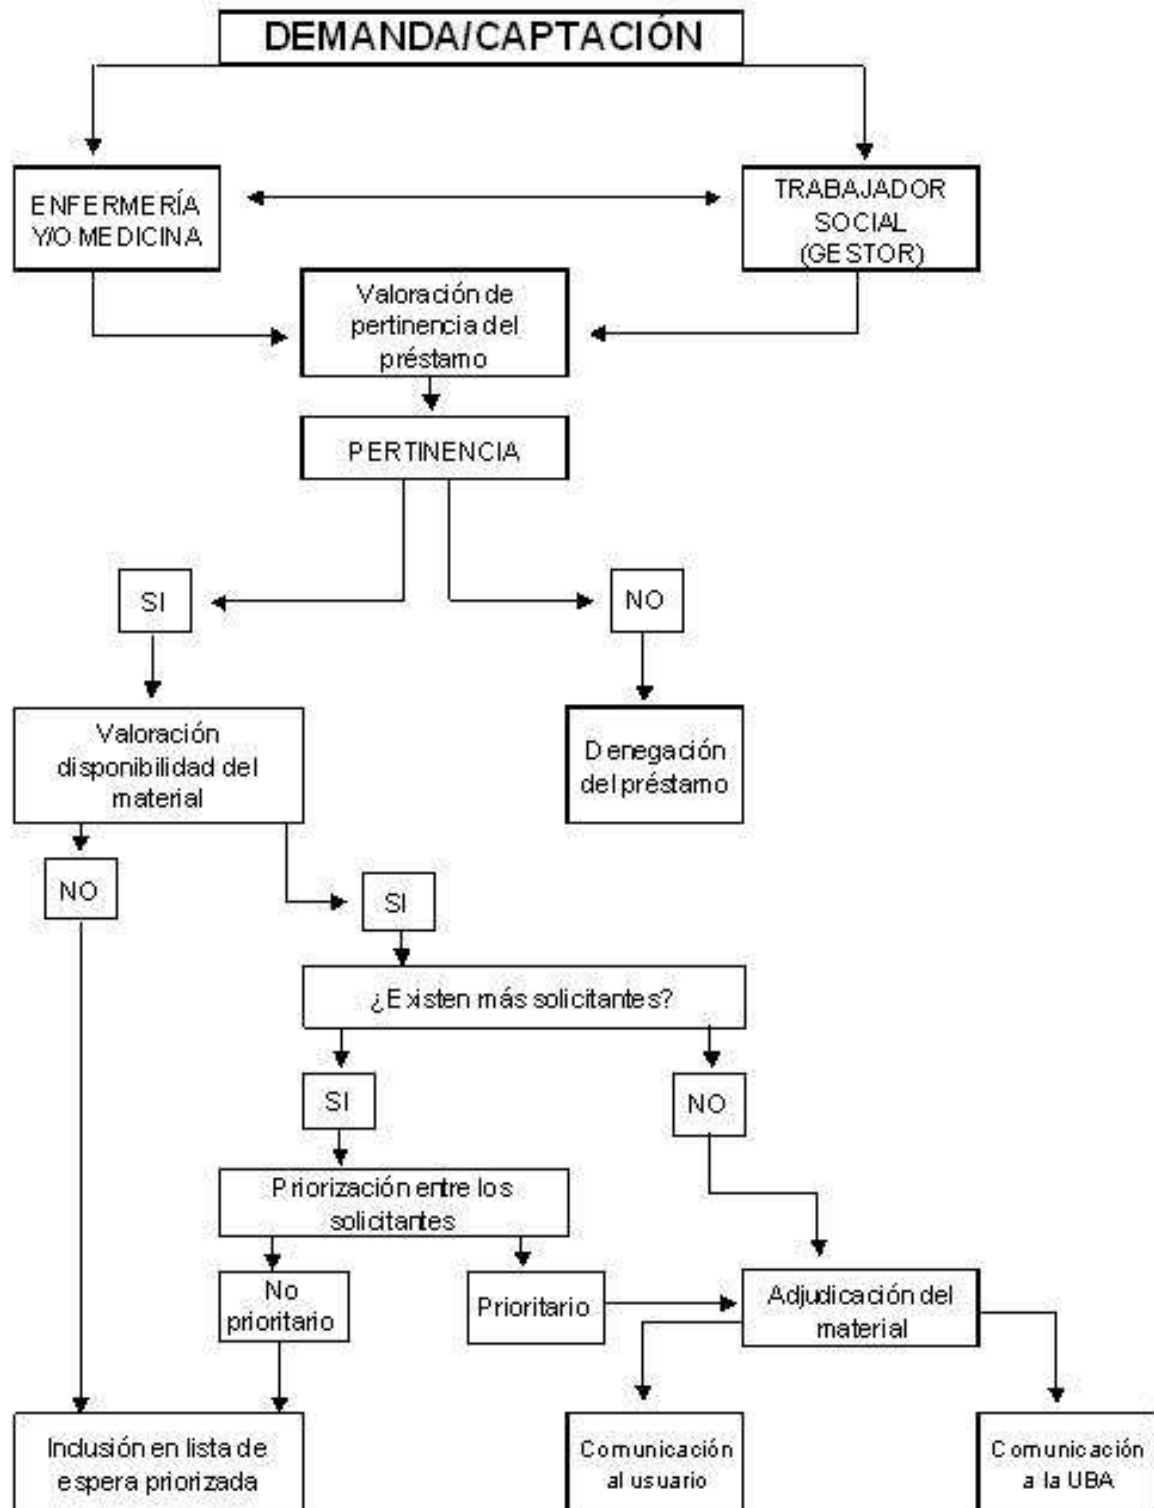 DEMANDA/CAPTACIÓN
ENFERMERÍA
Y/O MEDICINA
TRABAJADOR
SOCIAL
(GESTOR)
Valoración de
pertinencia del
préstamo
PERTINENCIA
SI
NO
Valoración
disponibilidad del
material
Denegación
del préstamo
NO
SI
¿Existen más solicitantes?
SI
NO
Priorización entre los
solicitantes
No
prioritario
Prioritario
Adjudicación del
material
Inclusión en lista de
espera priorizada
Comunicación
al usuario
Comunicación
a la UBA